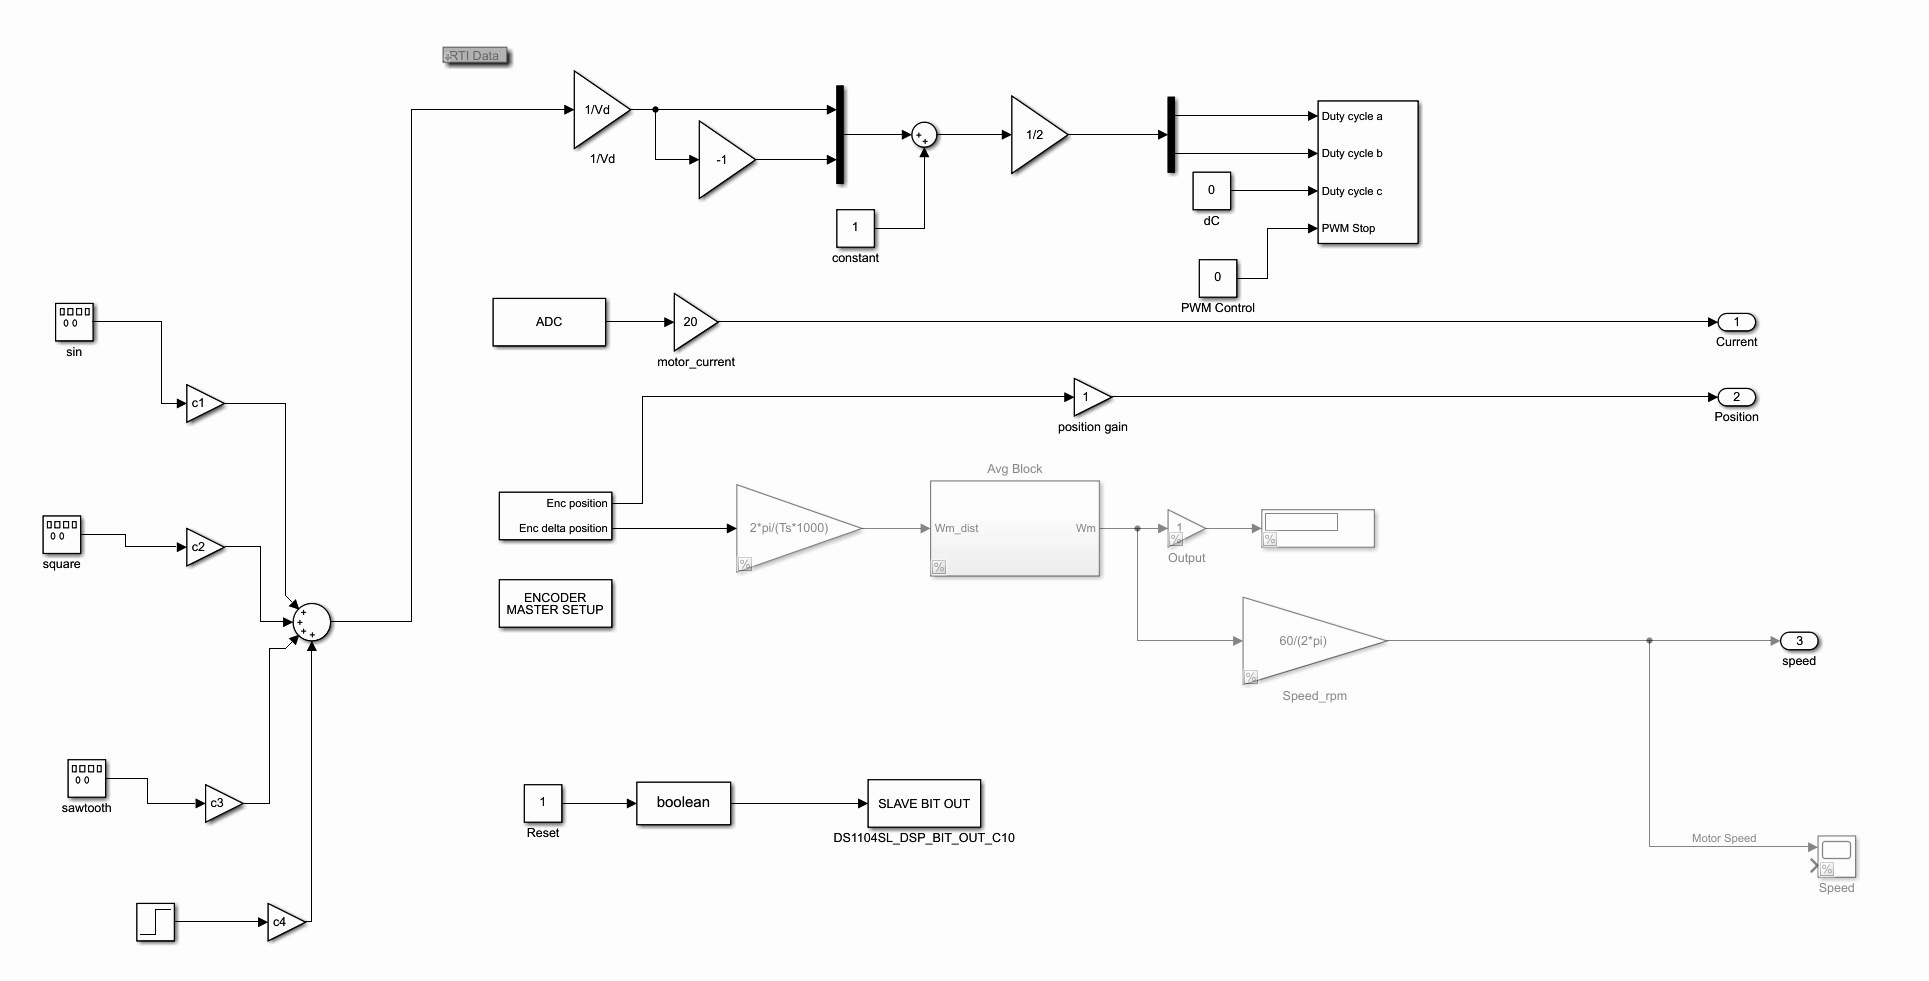 RTI Data
1/Vd
1/Vd
-1
+
+
1
constant
1/2
Duty cycle a
Duty cycle b
Duty cycle c
PWM Stop
0
dC
0
PWM Control
sin
c1
square
c2
+
+
+
+
sawtooth
c3
c4
ADC
20
motor_current
1
Current
1
position gain
2
Position
Enc position
Enc delta position
2*pi/(Ts*1000)
%
Avg Block
Wm_dist
Wm
%
1
%
Output
%
ENCODER
MASTER SETUP
60/(2*pi)
%
Speed_rpm
3
speed
1
Reset
boolean
SLAVE BIT OUT
DS1104SL_DSP_BIT_OUT_C10
Motor Speed
%
Speed